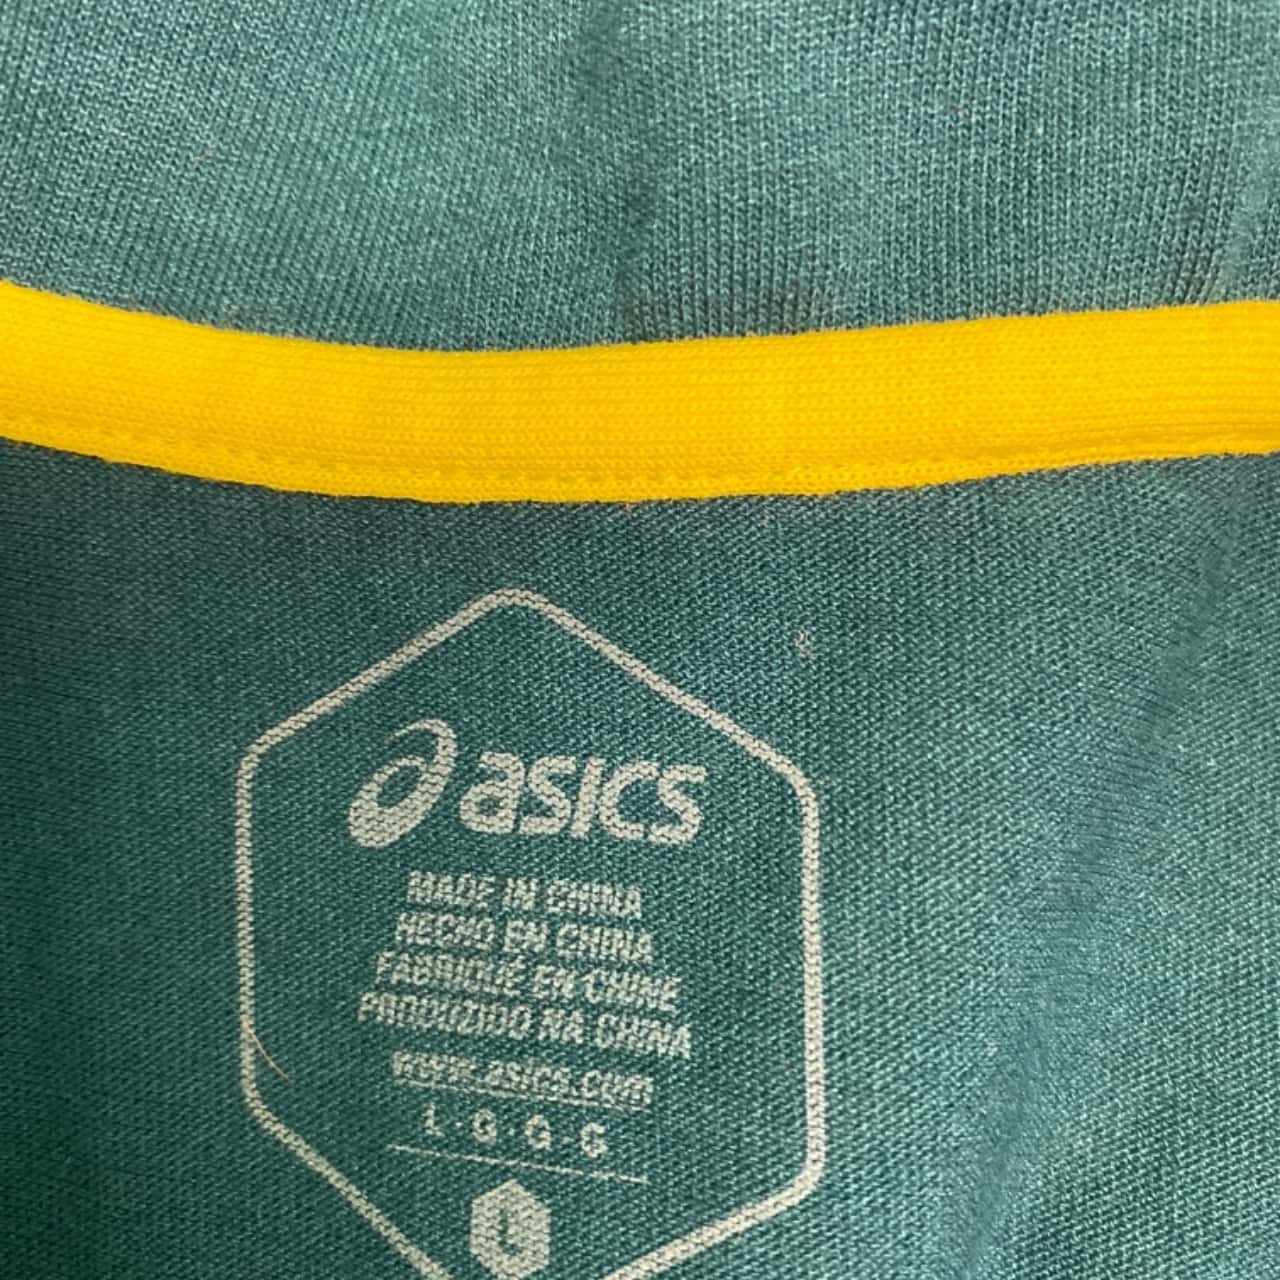 asics
MADE IN CHINA
HECHO EN CHINA
FABRIQUÉ EN CHINE
PRODUZIDO NA CHINA
www.asics.com
L·G·G·G
L